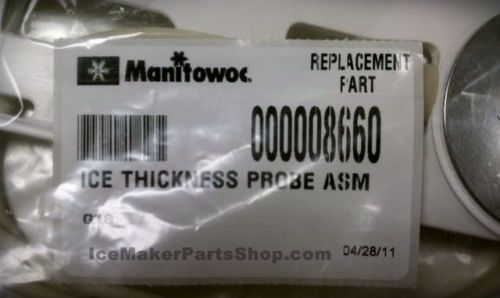 Manitowoc.
REPLACEMENT
PART
000008660
ICE THICKNESS PROBE ASM
IceMakerPartsShop.com
04/28/11